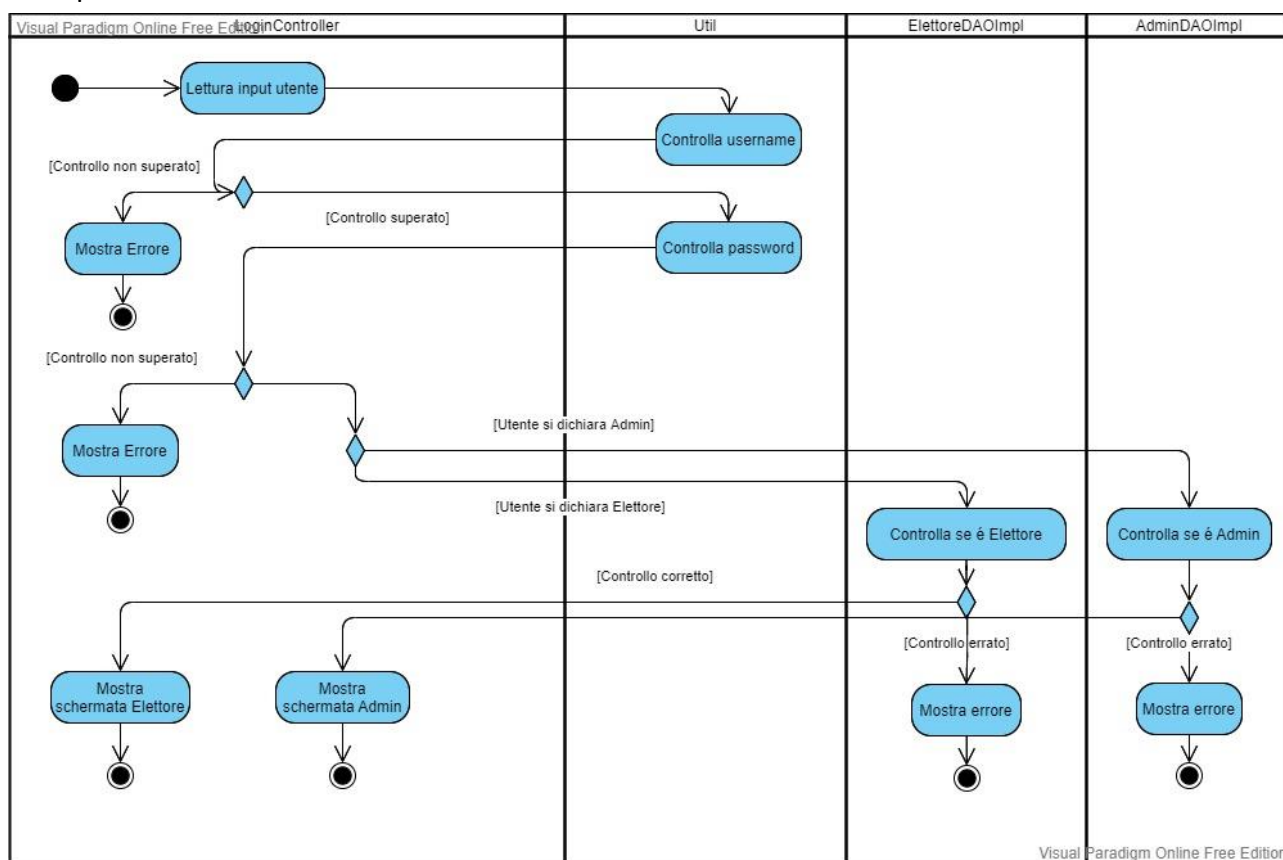 Visual Paradigm Online Free Edition
LoginController
Util
ElettoreDAOImpl
AdminDAOImpl
Lettura input utente
Controlla username
[Controllo non superato]
[Controllo superato]
Mostra Errore
Controlla password
[Controllo non superato]
[Utente si dichiara Admin]
Mostra Errore
[Utente si dichiara Elettore]
Controlla se é Elettore
Controlla se é Admin
[Controllo corretto]
[Controllo errato]
[Controllo errato]
Mostra
schermata Elettore
Mostra
schermata Admin
Mostra errore
Mostra errore
Visual Paradigm Online Free Edition